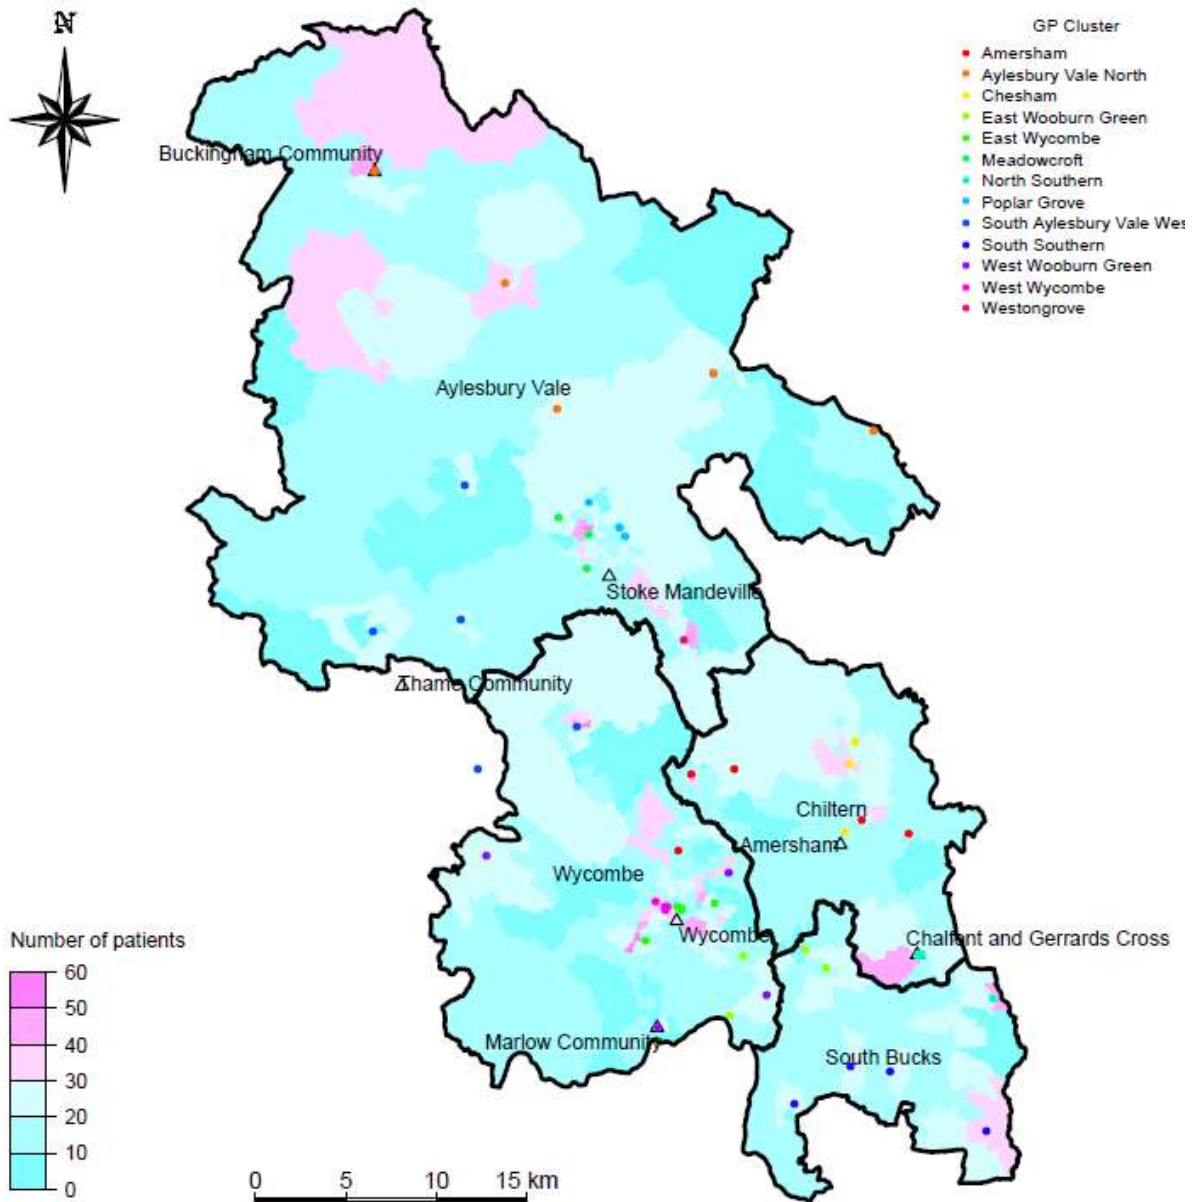 N
GP Cluster
Amersham
Aylesbury Vale North
Chesham
East Wooburn Green
East Wycombe
Meadowcroft
North Southern
Poplar Grove
South Aylesbury Vale Wes
South Southern
West Wooburn Green
West Wycombe
Westongrove
Buckingham Community
Aylesbury Vale
Stoke Mandeville
Thame Community
Chiltern
Amersham
Wycombe
Wycombe
Chalfont and Gerrards Cross
Marlow Community
South Bucks
Number of patients
60
50
40
30
20
10
0
0 5 10 15 km